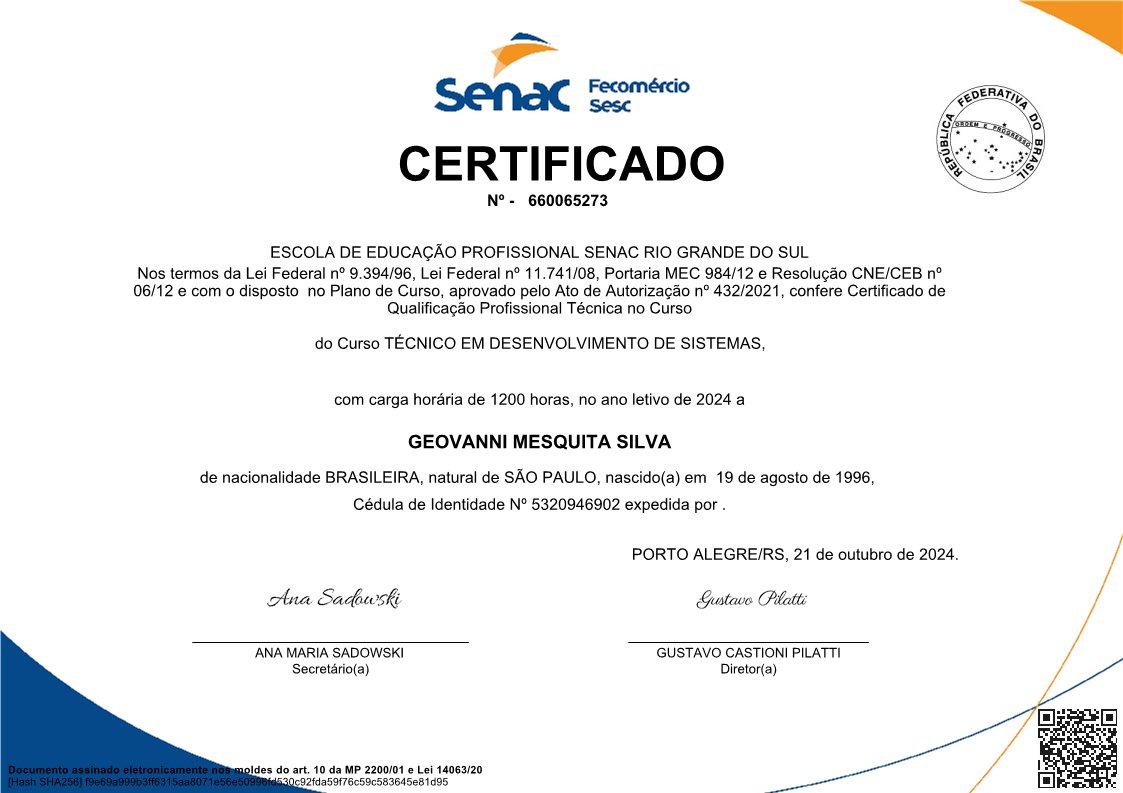 Senac Fecomércio
Sesc
REPÚBLICA FEDERATIVA DO BRASIL
ORDEM E PROGRESSO
CERTIFICADO
Nº - 660065273
ESCOLA DE EDUCAÇÃO PROFISSIONAL SENAC RIO GRANDE DO SUL
Nos termos da Lei Federal nº 9.394/96, Lei Federal nº 11.741/08, Portaria MEC 984/12 e Resolução CNE/CEB nº
06/12 e com o disposto no Plano de Curso, aprovado pelo Ato de Autorização nº 432/2021, confere Certificado de
Qualificação Profissional Técnica no Curso
do Curso TÉCNICO EM DESENVOLVIMENTO DE SISTEMAS,
com carga horária de 1200 horas, no ano letivo de 2024 a
GEOVANNI MESQUITA SILVA
de nacionalidade BRASILEIRA, natural de SÃO PAULO, nascido(a) em 19 de agosto de 1996,
Cédula de Identidade Nº 5320946902 expedida por .
PORTO ALEGRE/RS, 21 de outubro de 2024.
Ana Sadowski
Gustavo Pilatti
ANA MARIA SADOWSKI
Secretário(a)
GUSTAVO CASTIONI PILATTI
Diretor(a)
Documento assinado eletronicamente nos moldes do art. 10 da MP 2200/01 e Lei 14063/20
[Hash SHA256]